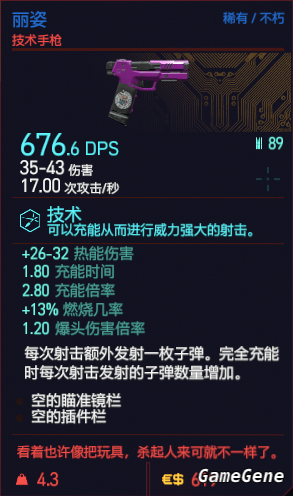 丽姿
稀有 / 不朽
技术手枪
676.6 DPS
89
35-43 伤害
17.00 次攻击/秒
技术
可以充能从而进行威力强大的射击。
+26-32 热能伤害
1.80 充能时间
2.80 充能倍率
+13% 燃烧几率
1.20 爆头伤害倍率
每次射击额外发射一枚子弹。完全充能
时每次射击发射的子弹数量增加。
空的瞄准镜栏
空的插件栏
看着也许像把玩具，杀起人来可就不一样了。
4.3
€$
GameGene